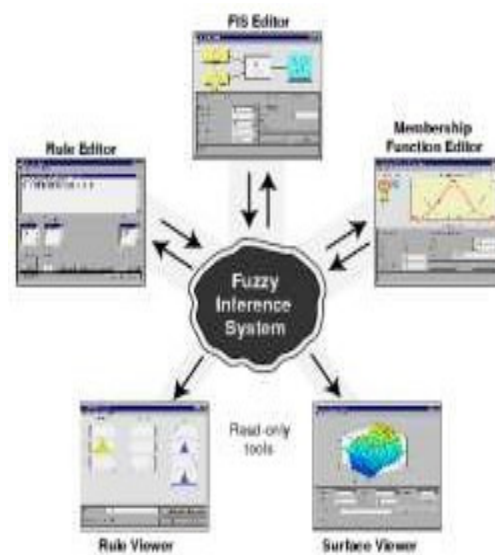 FIS Editor
Rule Editor
Membership
Function Editor
Fuzzy
Inference
System
Read-only
tools
Rule Viewer
Surface Viewer